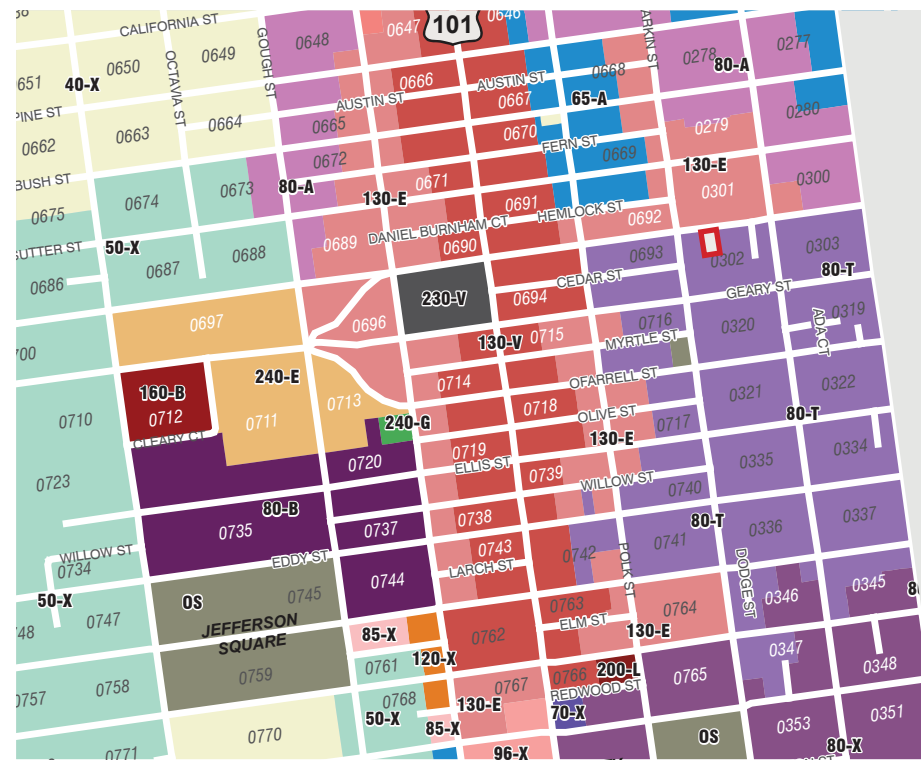 CALIFORNIA ST
0648
0647
101
0646
0277
0278
80-A
651
40-X
0650
0649
OCTAVIA ST
GOUGH ST
0666
AUSTIN ST
0668
65-A
PINE ST
AUSTIN ST
0667
0280
0662
0663
0664
0665
0670
FERN ST
0279
BUSH ST
0672
0669
130-E
0674
0673
80-A
0671
130-E
0301
0300
0675
0691
HEMLOCK ST
0692
SUTTER ST
50-X
0688
0689
DANIEL BURNHAM CT
0690
0693
0302
0303
80-T
0686
0687
230-V
0694
CEDAR ST
GEARY ST
0697
0696
0716
0320
ADA CT
0319
700
130-V
0715
MYRTLE ST
160-B
0712
240-E
0714
OFARRELL ST
0321
0322
0710
0711
0713
240-G
0718
OLIVE ST
0717
80-T
CLEARY CT
130-E
0723
0720
0719
ELLIS ST
0739
WILLOW ST
0740
0335
0334
80-B
0735
0737
0738
80-T
0336
0337
WILLOW ST
0734
EDDY ST
0743
0742
0741
POLK ST
DODGE ST
50-X
OS
0745
0744
LARCH ST
0346
0345
JEFFERSON
SQUARE
0763
ELM ST
0764
130-E
748
0747
85-X
0762
0347
0348
0759
0761
120-X
0766
200-L
0765
757
0758
0768
130-E
0767
REDWOOD ST
70-X
0353
0351
50-X
85-X
OS
80-X
0771
0770
96-X